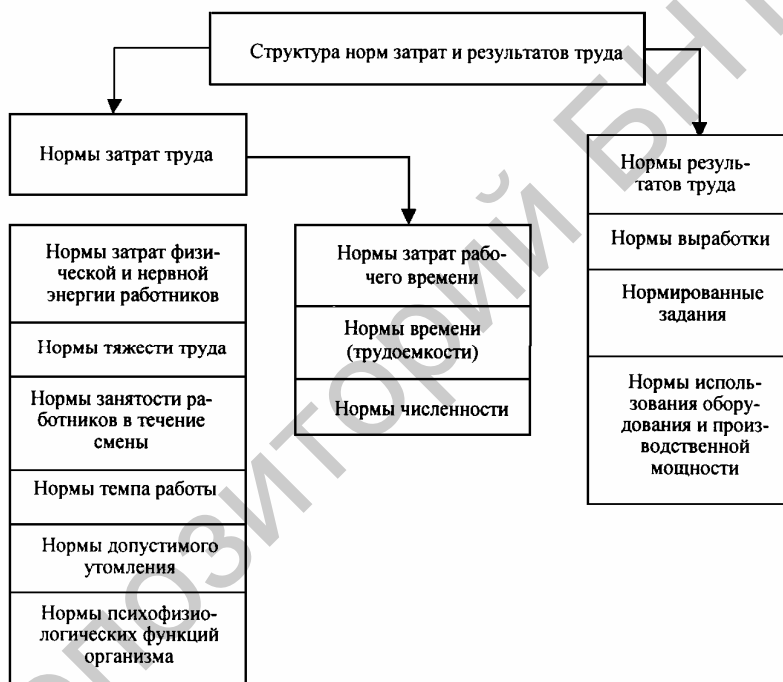 Структура норм затрат и результатов труда
Нормы затрат труда
Нормы затрат физи-
ческой и нервной
энергии работников
Нормы тяжести труда
Нормы занятости ра-
ботников в течение
смены
Нормы темпа работы
Нормы допустимого
утомления
Нормы психофизио-
логических функций
организма
Нормы затрат рабо-
чего времени
Нормы времени
(трудоемкости)
Нормы численности
Нормы резуль-
татов труда
Нормы выработки
Нормированные
задания
Нормы исполь-
зования обору-
дования и произ-
водственной
мощности
позиторий БН